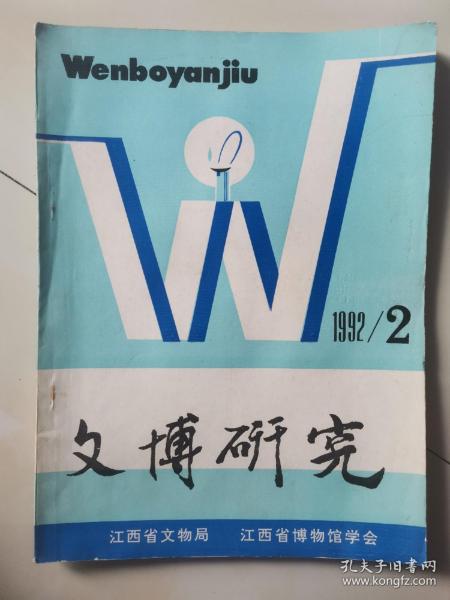 Wenboyanjiu
1992/2
文博研究
江西省文物局 江西省博物馆学会
孔夫子旧书网
www.kongfz.com